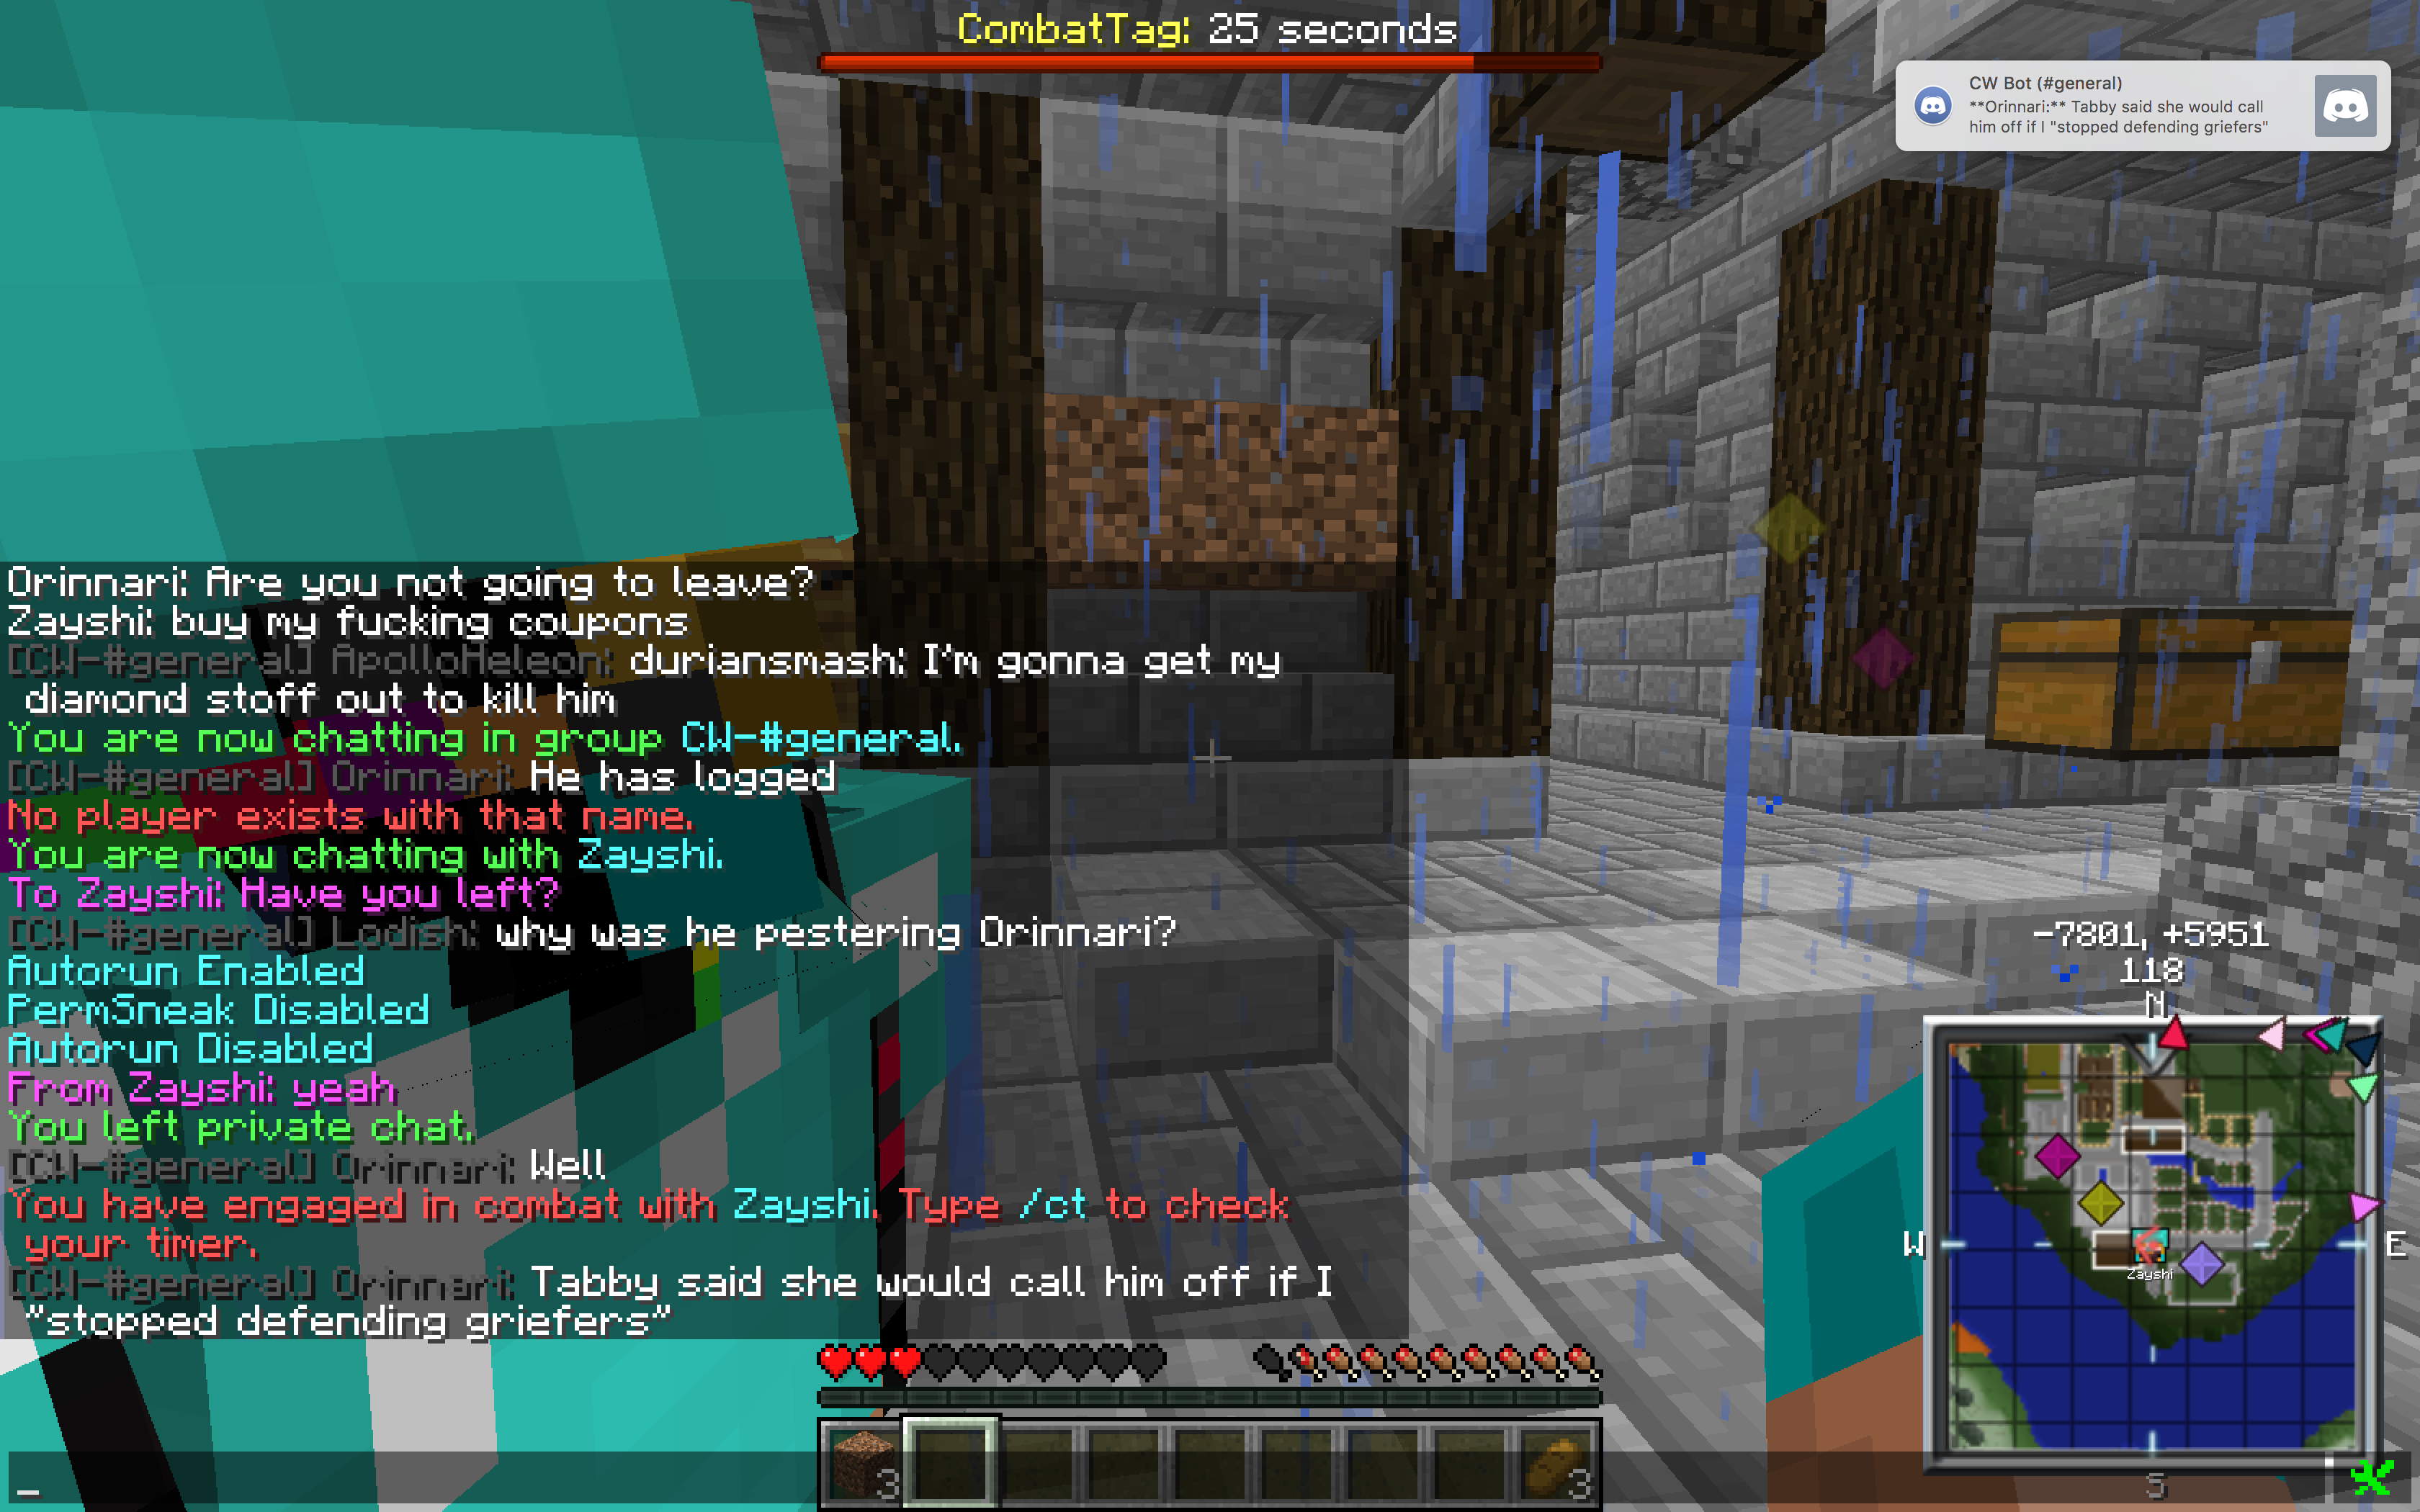 CombatTag: 25 seconds
CW Bot (#general)
**Orinnari:** Tabby said she would call
him off if I "stopped defending griefers"
Orinnari: Are you not going to leave?
Zayshi: buy my fucking coupons
[CW-#general] ApolloHeleon: duriansmash: I'm gonna get my
diamond stoff out to kill him
You are now chatting in group CW-#general.
[CW-#general] Orinnari: He has logged
No player exists with that name.
You are now chatting with Zayshi.
To Zayshi: Have you left?
[CW-#general] Lodish: why was he pestering Orinnari?
Autorun Enabled
PermSneak Disabled
Autorun Disabled
From Zayshi: yeah
You left private chat.
[CW-#general] Orinnari: Well
You have engaged in combat with Zayshi. Type /ct to check
your timer.
[CW-#general] Orinnari: Tabby said she would call him off if I
"stopped defending griefers"
-7801, +5951
118
N
W
E
Zayshi
S
3
3
_